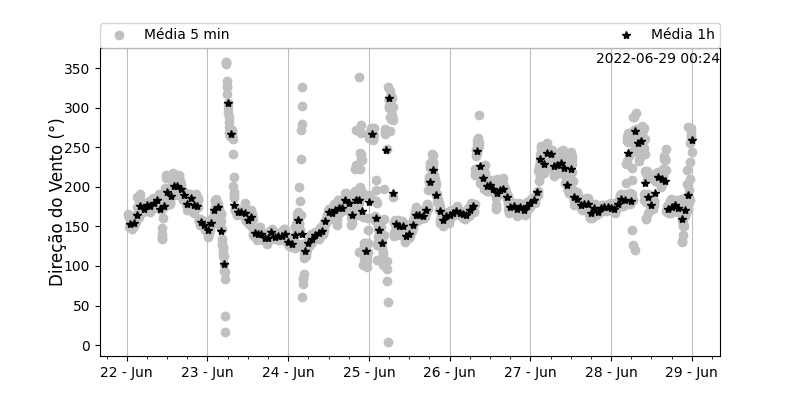 Média 5 min
Média 1h
2022-06-29 00:24
Direção do Vento (°)
350
300
250
200
150
100
50
0
22 - Jun
23 - Jun
24 - Jun
25 - Jun
26 - Jun
27 - Jun
28 - Jun
29 - Jun